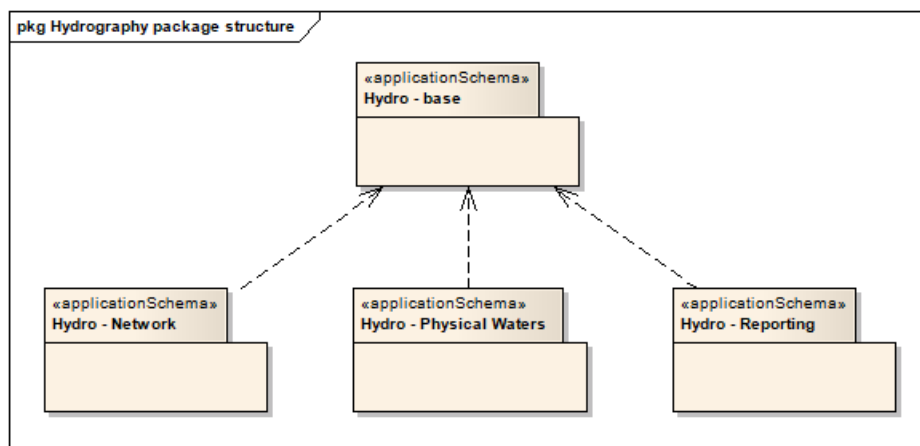 pkg Hydrography package structure
«applicationSchema»
Hydro - base
«applicationSchema»
Hydro - Network
«applicationSchema»
Hydro - Physical Waters
«applicationSchema»
Hydro - Reporting